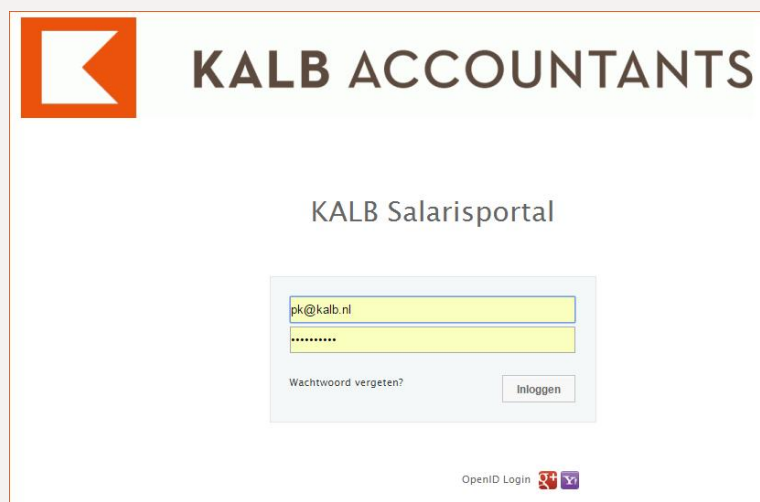 KALB ACCOUNTANTS
KALB Salarisportal
pk@kalb.nl
••••••••••
Wachtwoord vergeten?
Inloggen
OpenID Login g+ Y!